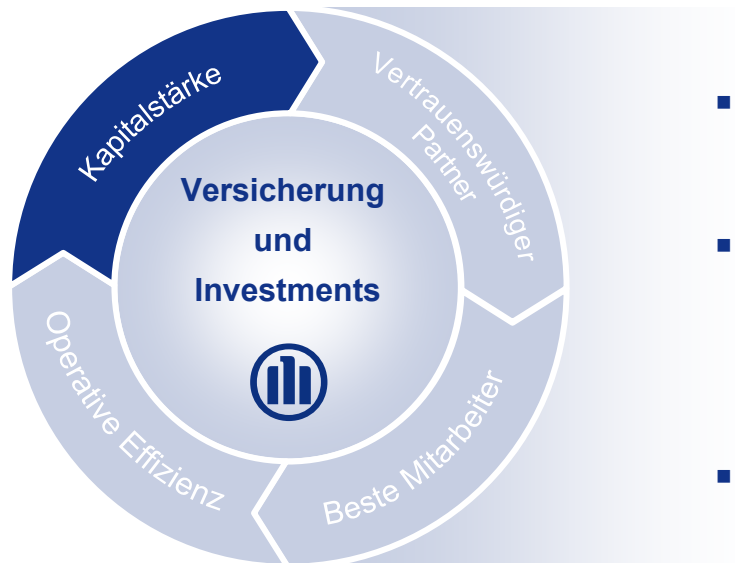 Kapitalstärke
Vertrauenswürdiger
Partner
Versicherung
und
Investments
Operative Effizienz
Beste Mitarbeiter